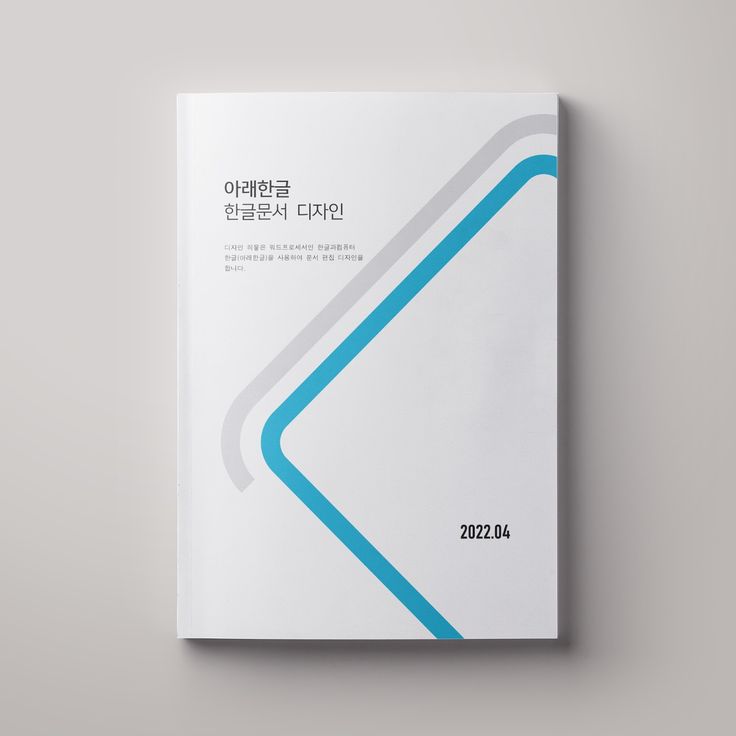 아래한글
한글문서 디자인
디자인 히물은 워드프로세서인 한글과컴퓨터
한글(아래한글)을 사용하여 문서 편집 디자인을
합니다.
2022.04